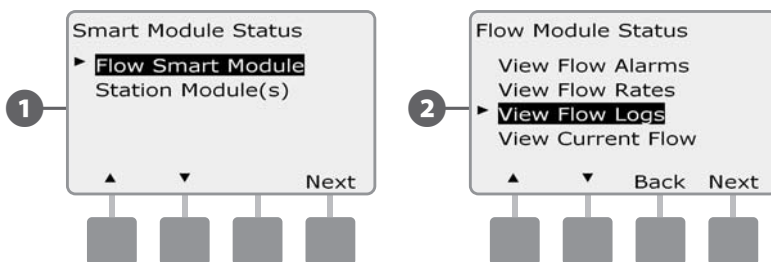 1
Smart Module Status
► Flow Smart Module
Station Module(s)
▲ ▼ Next
2
Flow Module Status
View Flow Alarms
View Flow Rates
► View Flow Logs
View Current Flow
▲ ▼ Back Next